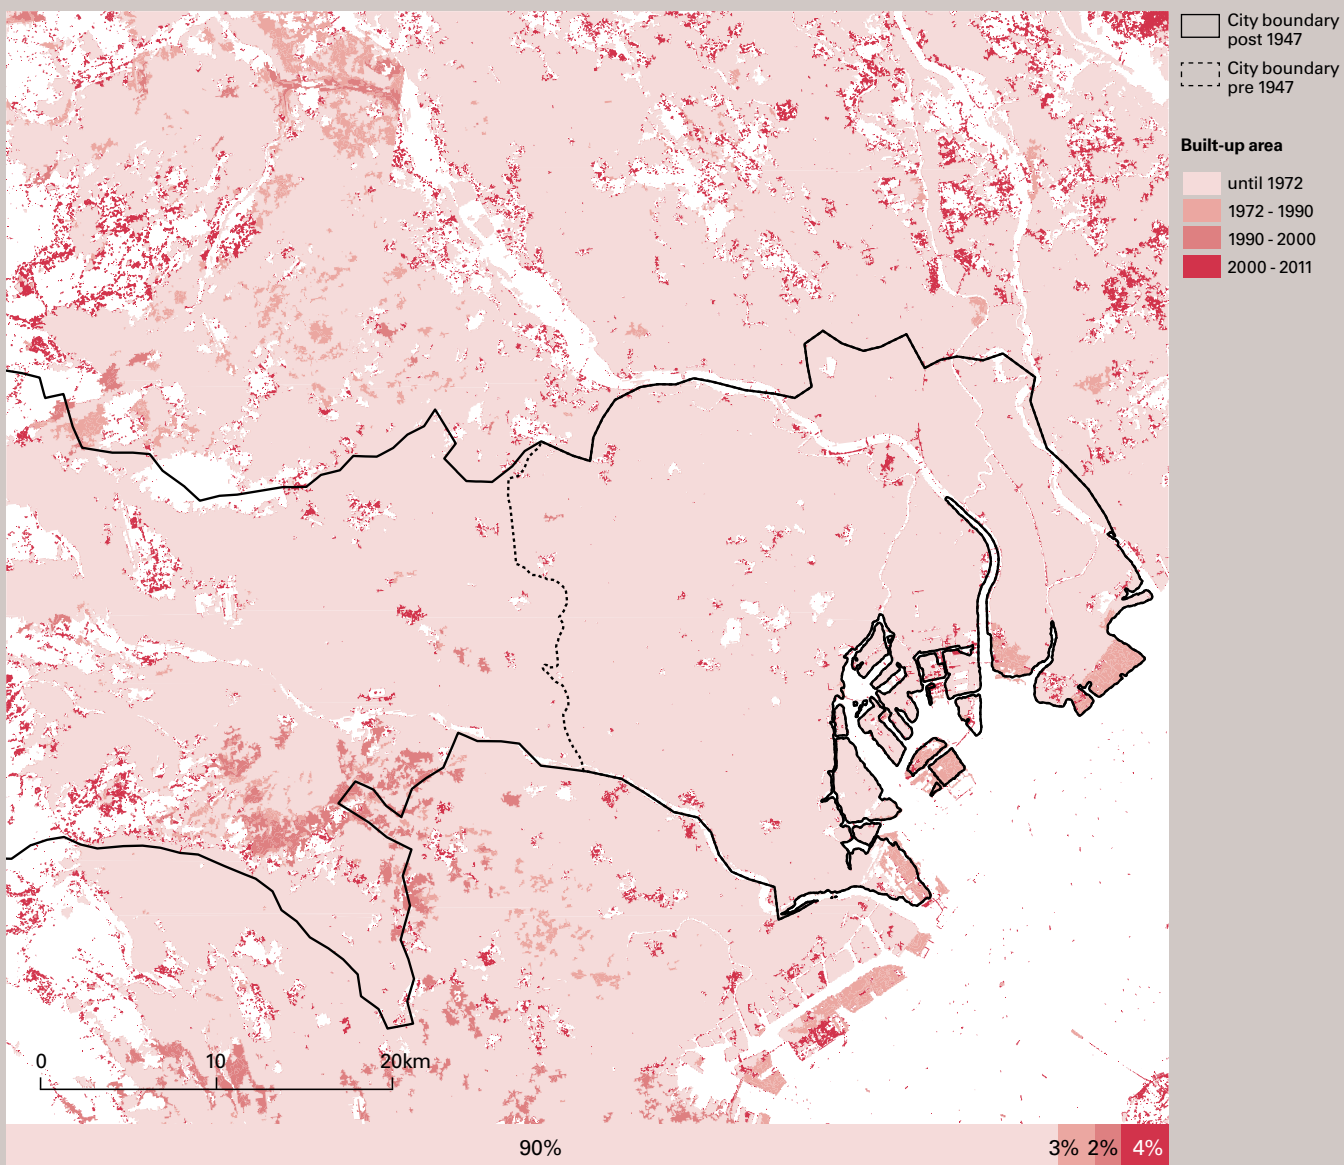 City boundary
post 1947
City boundary
pre 1947
Built-up area
until 1972
1972 - 1990
1990 - 2000
2000 - 2011
0 10 20km
90% 3% 2% 4%